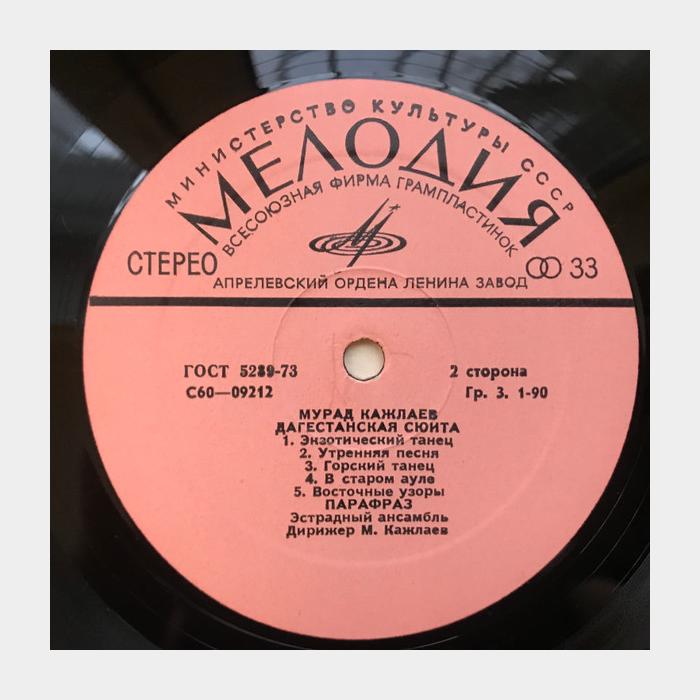 МИНИСТЕРСТВО КУЛЬТУРЫ СССР
МЕЛОДИЯ
ВСЕСОЮЗНАЯ ФИРМА ГРАМПЛАСТИНОК
СТЕРЕО
33
АПРЕЛЕВСКИЙ ОРДЕНА ЛЕНИНА ЗАВОД
ГОСТ 5289-73
2 сторона
С60—09212
Гр. 3. 1-90
МУРАД КАЖЛАЕВ
ДАГЕСТАНСКАЯ СЮИТА
1. Экзотический танец
2. Утренняя песня
3. Горский танец
4. В старом ауле
5. Восточные узоры
ПАРАФРАЗ
Эстрадный ансамбль
Дирижер М. Кажлаев